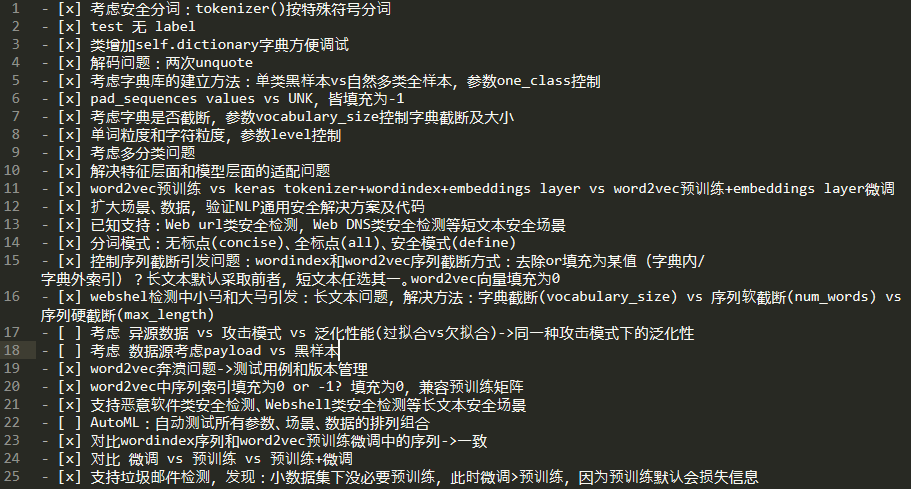 1 - [x] 考虑安全分词：tokenizer()按特殊符号分词
2 - [x] test 无 label
3 - [x] 类增加self.dictionary字典方便调试
4 - [x] 解码问题：两次unquote
5 - [x] 考虑字典库的建立方法：单类黑样本vs自然多类全样本，参数one_class控制
6 - [x] pad_sequences values vs UNK，皆填充为-1
7 - [x] 考虑字典是否截断，参数vocabulary_size控制字典截断及大小
8 - [x] 单词粒度和字符粒度，参数level控制
9 - [x] 考虑多分类问题
10 - [x] 解决特征层面和模型层面的适配问题
11 - [x] word2vec预训练 vs keras tokenizer+wordindex+embeddings layer vs word2vec预训练+embeddings layer微调
12 - [x] 扩大场景、数据，验证NLP通用安全解决方案及代码
13 - [x] 已知支持：Web url类安全检测，Web DNS类安全检测等短文本安全场景
14 - [x] 分词模式：无标点(concise)、全标点(all)、安全模式(define)
15 - [x] 控制序列截断引发问题：wordindex和word2vec序列截断方式：去除or填充为某值（字典内/
字典外索引）？长文本默认采取前者，短文本任选其一。word2vec向量填充为0
16 - [x] webshel检测中小马和大马引发：长文本问题，解决方法：字典截断(vocabulary_size) vs 序列软截断(num_words) vs
序列硬截断(max_length)
17 - [ ] 考虑 异源数据 vs 攻击模式 vs 泛化性能(过拟合vs欠拟合)->同一种攻击模式下的泛化性
18 - [ ] 考虑 数据源考虑payload vs 黑样本
19 - [x] word2vec奔溃问题->测试用例和版本管理
20 - [x] word2vec中序列索引填充为0 or -1? 填充为0，兼容预训练矩阵
21 - [x] 支持恶意软件类安全检测、Webshell类安全检测等长文本安全场景
22 - [ ] AutoML：自动测试所有参数、场景、数据的排列组合
23 - [x] 对比wordindex序列和word2vec预训练微调中的序列->一致
24 - [x] 对比 微调 vs 预训练 vs 预训练+微调
25 - [x] 支持垃圾邮件检测，发现：小数据集下没必要预训练，此时微调>预训练，因为预训练默认会损失信息